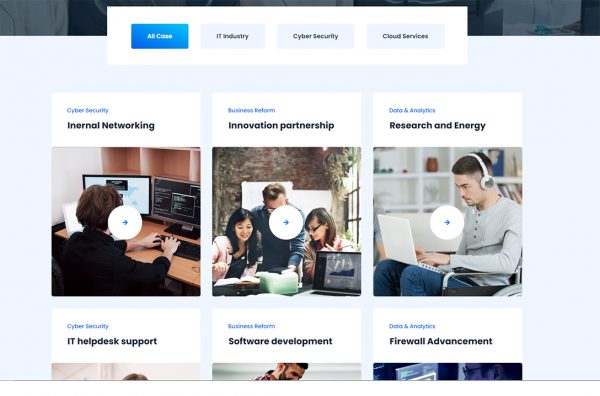 All Case
IT Industry
Cyber Security
Cloud Services
Cyber Security
Inernal Networking
Business Reform
Innovation partnership
Data & Analytics
Research and Energy
Cyber Security
IT helpdesk support
Business Reform
Software development
Data & Analytics
Firewall Advancement